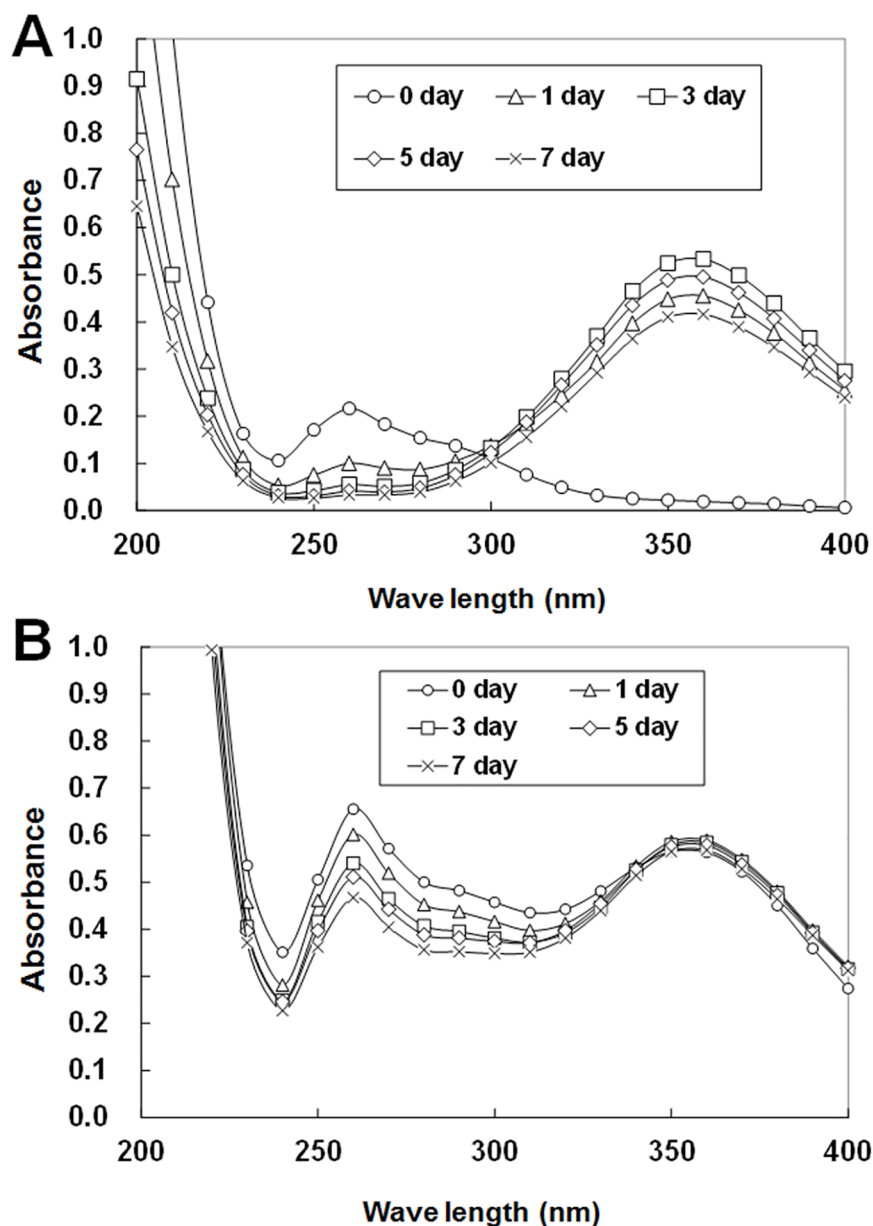 A
1.0
0.9
0.8
0.7
0.6
0.5
0.4
0.3
0.2
0.1
0.0
Absorbance
0 day 1 day 3 day
5 day 7 day
200 250 300 350 400
Wave length (nm)
B
1.0
0.9
0.8
0.7
0.6
0.5
0.4
0.3
0.2
0.1
0.0
Absorbance
0 day 1 day
3 day 5 day
7 day
200 250 300 350 400
Wave length (nm)